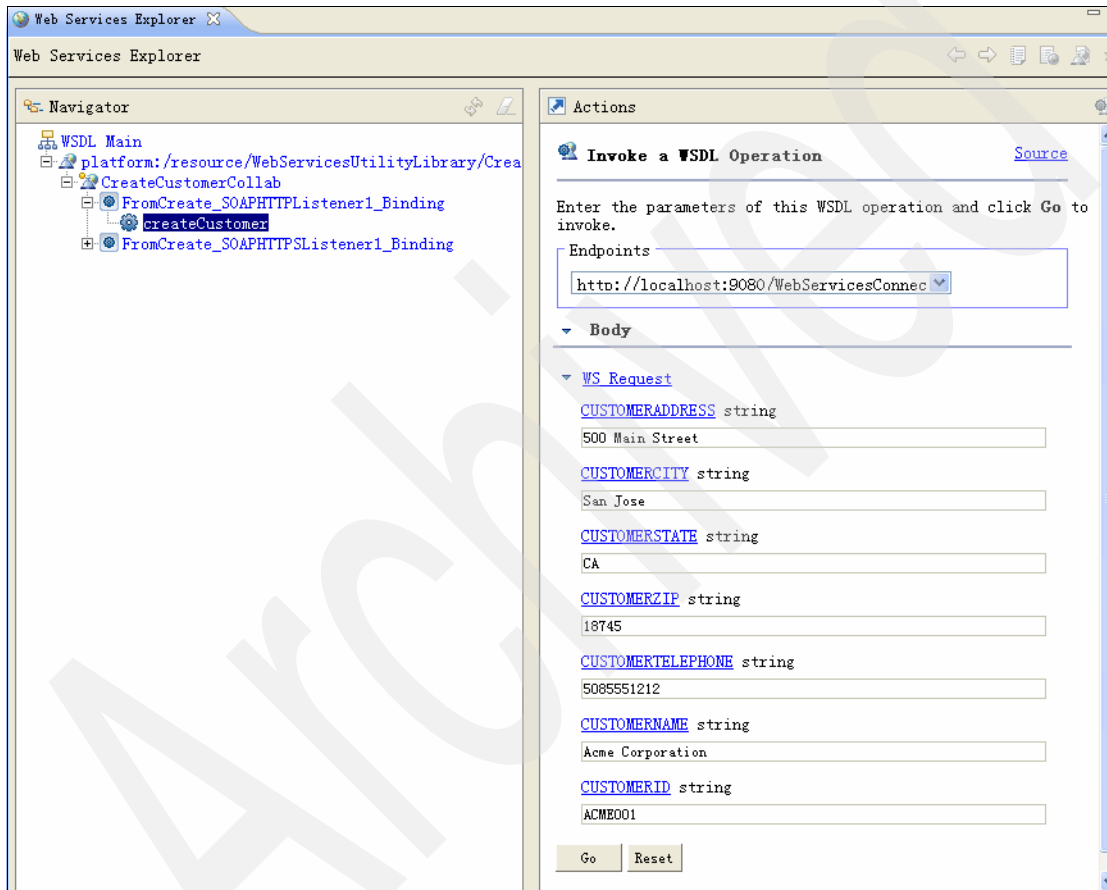 Web Services Explorer
Web Services Explorer
Navigator
WSDL Main
platform:/resource/WebServicesUtilityLibrary/Crea
CreateCustomerCollab
FromCreate_SOAPHTTPListener1_Binding
createCustomer
FromCreate_SOAPHTTPSListener1_Binding
Actions
Invoke a WSDL Operation
Source
Enter the parameters of this WSDL operation and click Go to
invoke.
Endpoints
http://localhost:9080/WebServicesConnec
Body
WS_Request
CUSTOMERADDRESS string
500 Main Street
CUSTOMERCITY string
San Jose
CUSTOMERSTATE string
CA
CUSTOMERZIP string
18745
CUSTOMERTELEPHONE string
5085551212
CUSTOMERNAME string
Acme Corporation
CUSTOMERID string
ACME001
Go Reset
Archived